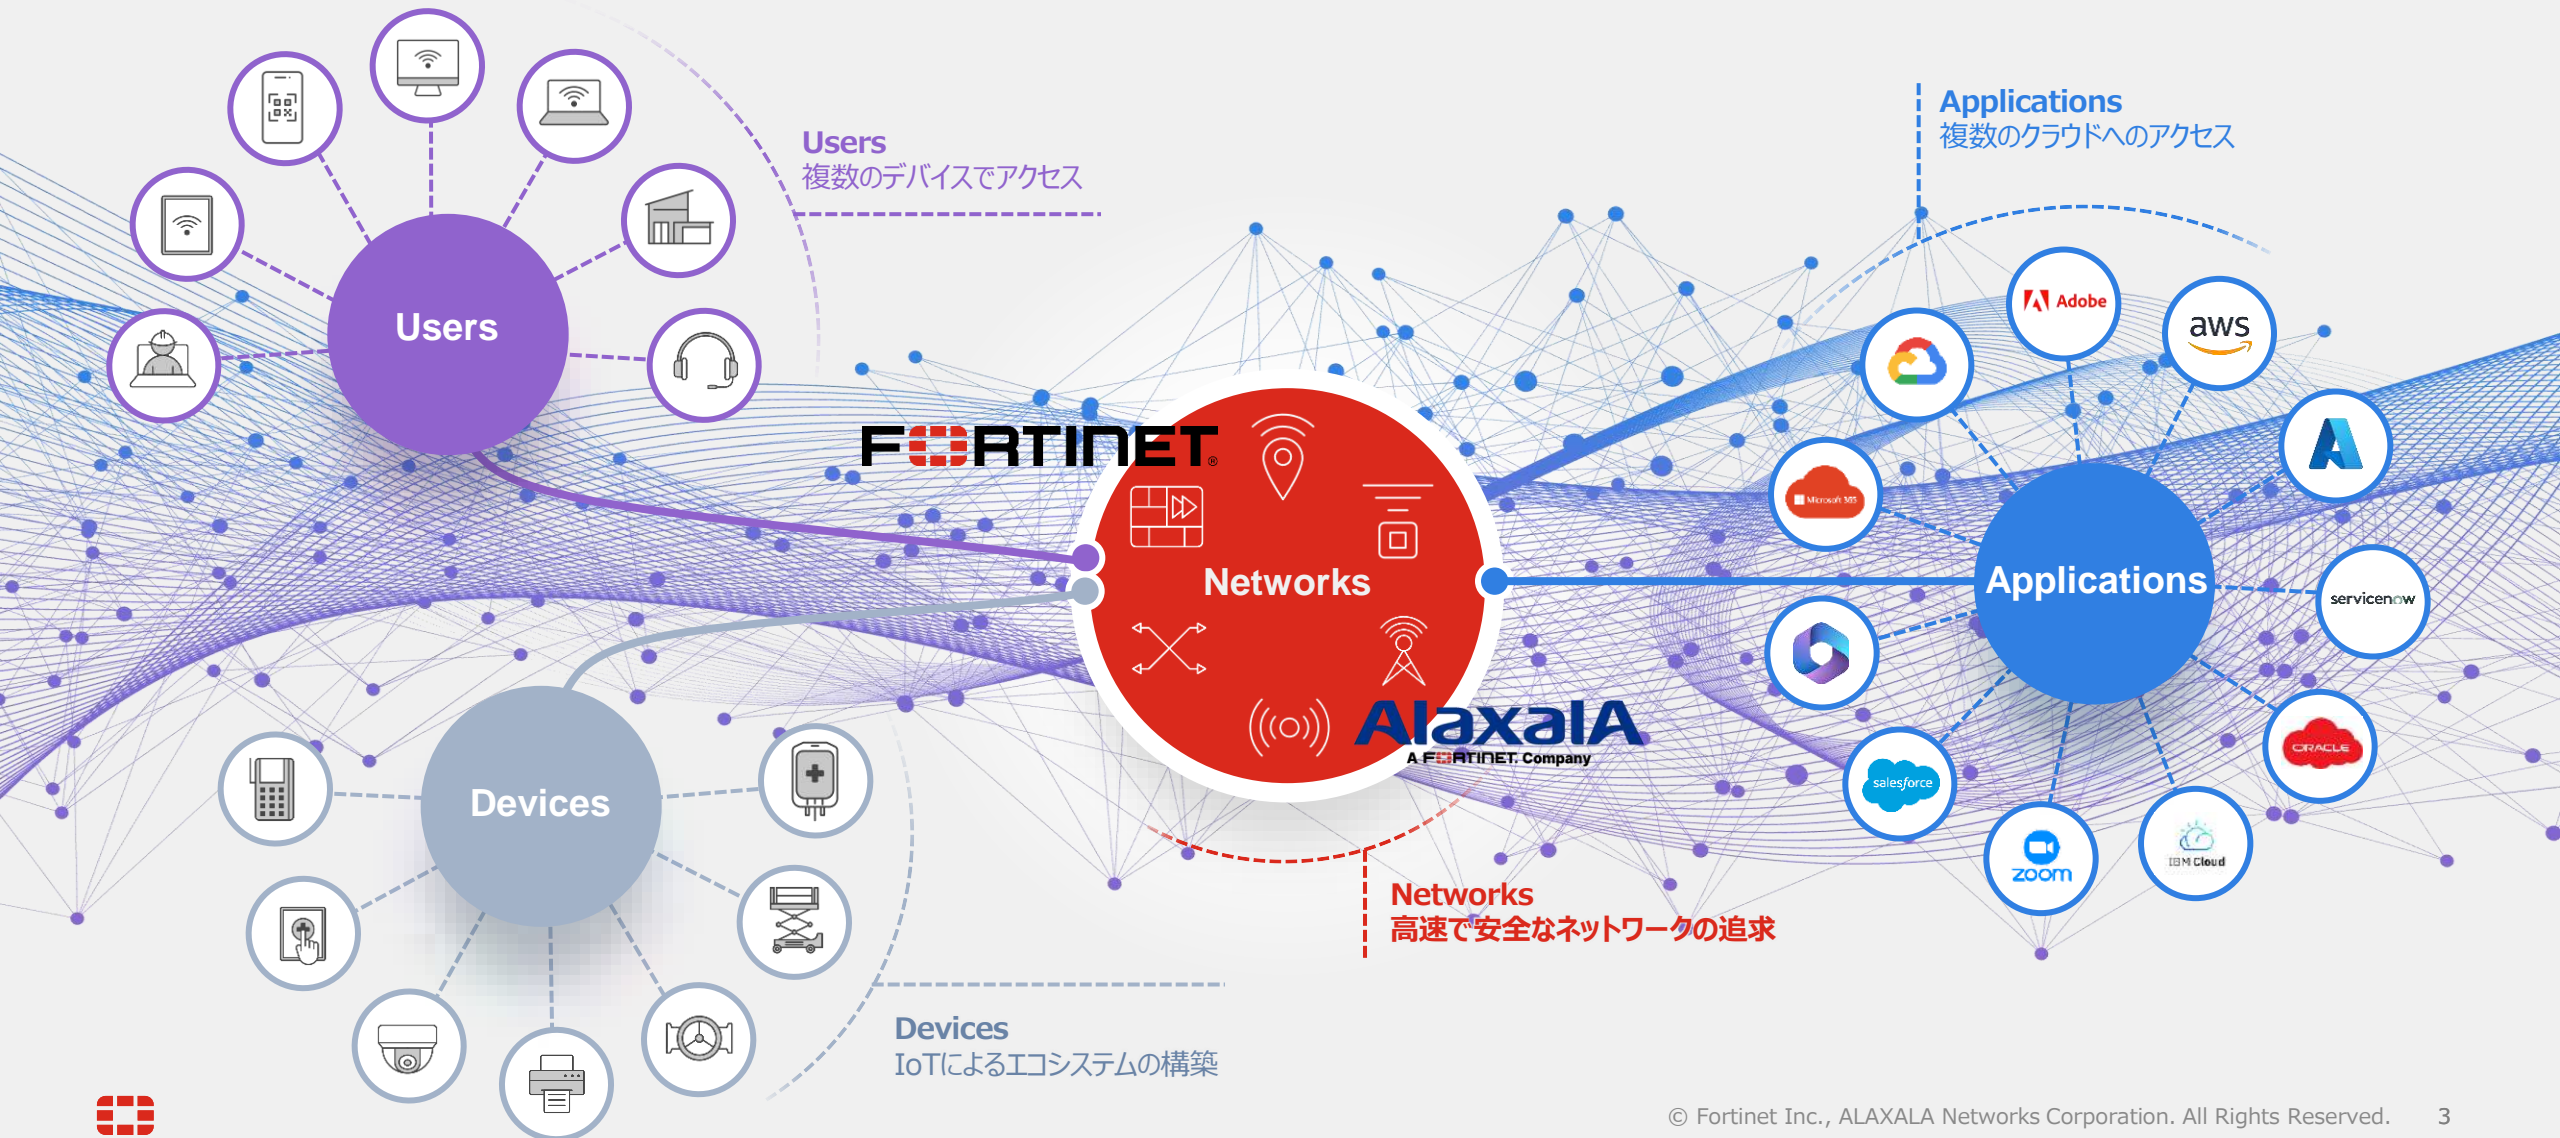 Users
複数のデバイスでアクセス
Applications
複数のクラウドへのアクセス
Users
Adobe
aws
FORTINET®
Microsoft 365
Networks
Applications
servicenow
AlaxalA
A FORTINET Company
ORACLE
salesforce
Devices
zoom
IBM Cloud
Networks
高速で安全なネットワークの追求
Devices
IoTによるエコシステムの構築
© Fortinet Inc., ALAXALA Networks Corporation. All Rights Reserved. 3